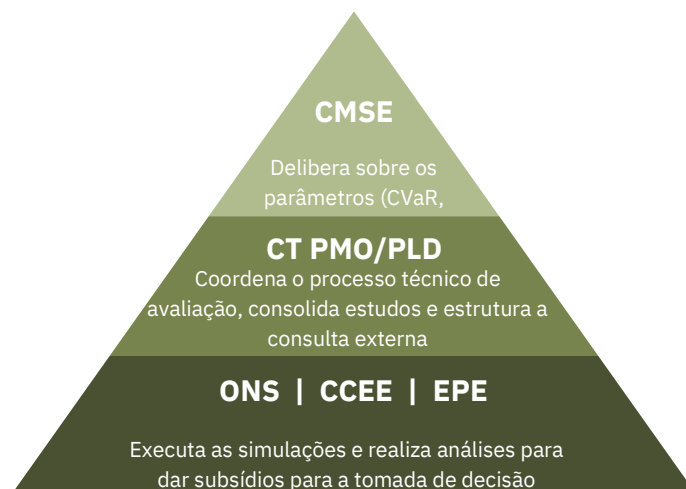 CMSE
Delibera sobre os
parâmetros (CVaR,
CT PMO/PLD
Coordena o processo técnico de
avaliação, consolida estudos e estrutura a
consulta externa
ONS | CCEE | EPE
Executa as simulações e realiza análises para
dar subsídios para a tomada de decisão